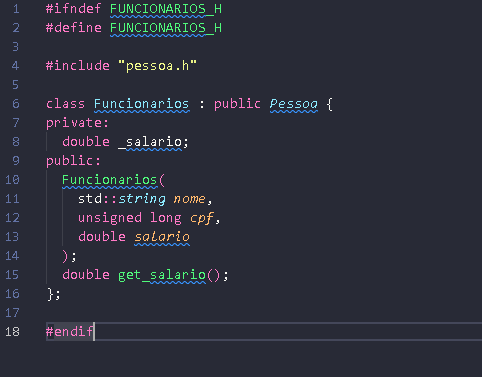 1 #ifndef FUNCIONARIOS_H
2 #define FUNCIONARIOS_H
3
4 #include "pessoa.h"
5
6 class Funcionarios : public Pessoa {
7 private:
8   double _salario;
9 public:
10   Funcionarios(
11     std::string nome,
12     unsigned long cpf,
13     double salario
14   );
15   double get_salario();
16 };
17
18 #endif